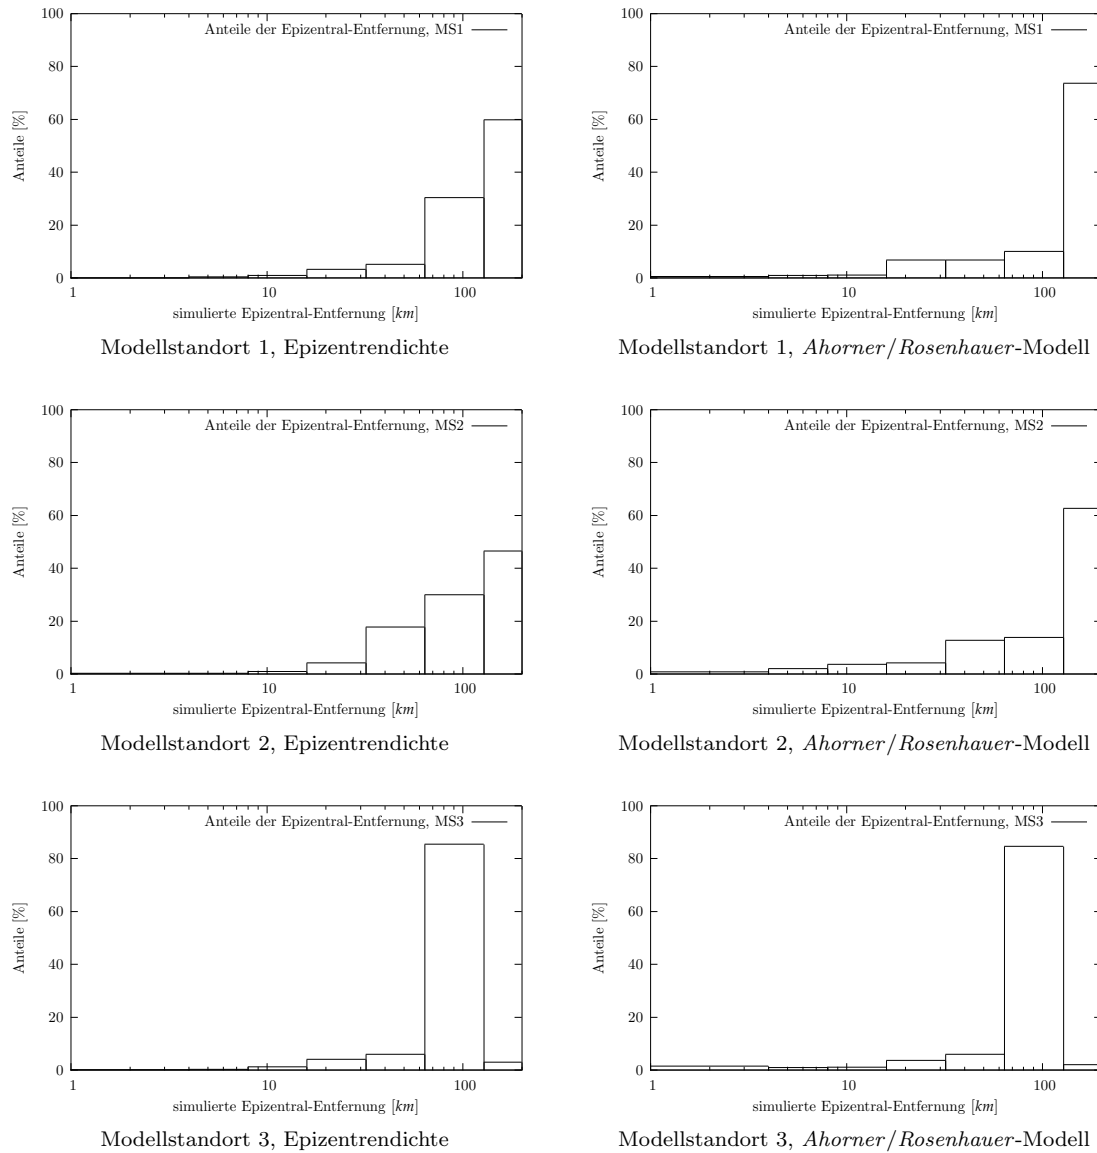 100
80
60
40
20
0
Anteile [%]
Anteile der Epizentral-Entfernung, MS1
1 10 100
simulierte Epizentral-Entfernung [km]
Modellstandort 1, Epizentrendichte
100
80
60
40
20
0
Anteile [%]
Anteile der Epizentral-Entfernung, MS1
1 10 100
simulierte Epizentral-Entfernung [km]
Modellstandort 1, Ahorner/Rosenhauer-Modell
100
80
60
40
20
0
Anteile [%]
Anteile der Epizentral-Entfernung, MS2
1 10 100
simulierte Epizentral-Entfernung [km]
Modellstandort 2, Epizentrendichte
100
80
60
40
20
0
Anteile [%]
Anteile der Epizentral-Entfernung, MS2
1 10 100
simulierte Epizentral-Entfernung [km]
Modellstandort 2, Ahorner/Rosenhauer-Modell
100
80
60
40
20
0
Anteile [%]
Anteile der Epizentral-Entfernung, MS3
1 10 100
simulierte Epizentral-Entfernung [km]
Modellstandort 3, Epizentrendichte
100
80
60
40
20
0
Anteile [%]
Anteile der Epizentral-Entfernung, MS3
1 10 100
simulierte Epizentral-Entfernung [km]
Modellstandort 3, Ahorner/Rosenhauer-Modell